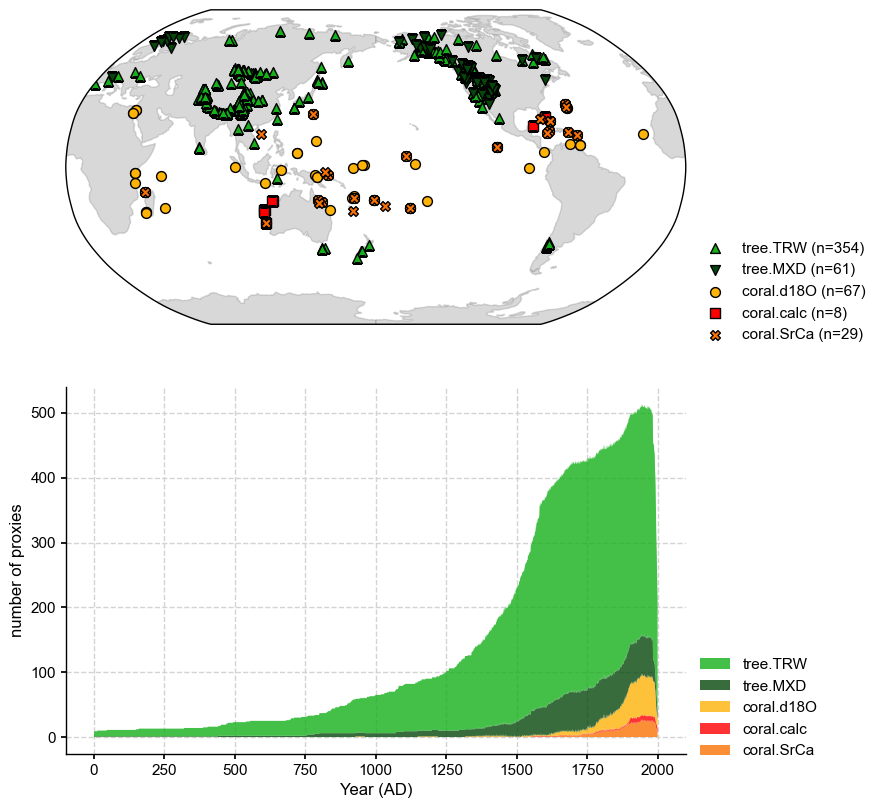 tree.TRW (n=354)
tree.MXD (n=61)
coral.d18O (n=67)
coral.calc (n=8)
coral.SrCa (n=29)
500
400
300
200
100
0
number of proxies
0 250 500 750 1000 1250 1500 1750 2000
Year (AD)
tree.TRW
tree.MXD
coral.d18O
coral.calc
coral.SrCa